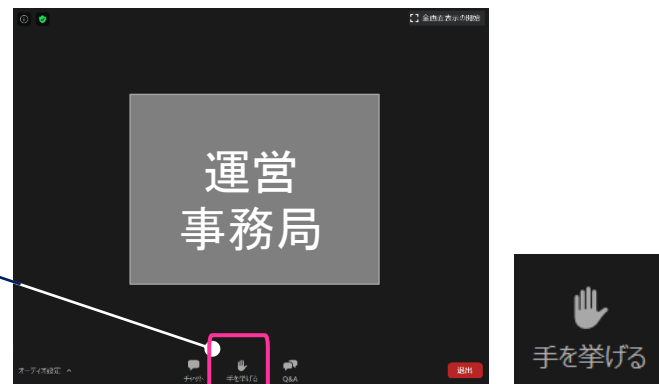 全画面表示の開始
運営
事務局
オーディオ設定
チャット
手を挙げる
Q&A
退出
手を挙げる